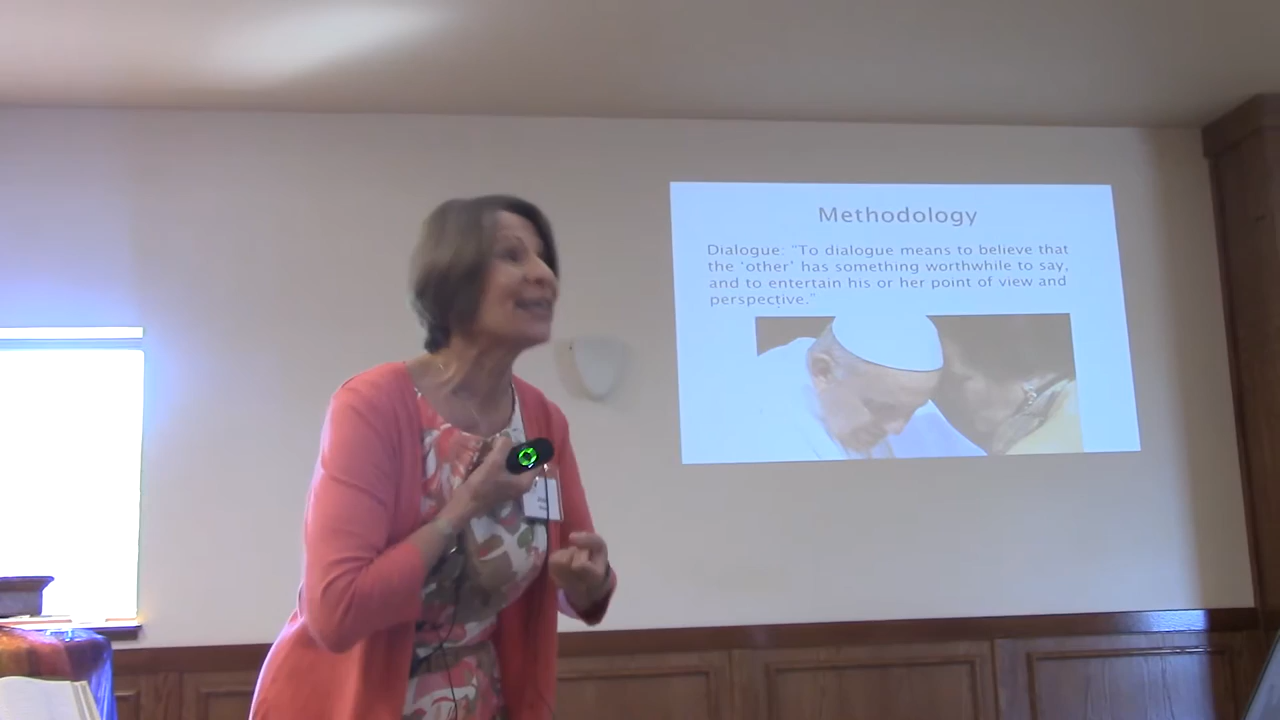 Methodology
Dialogue: "To dialogue means to believe that
the 'other' has something worthwhile to say,
and to entertain his or her point of view and
perspective."